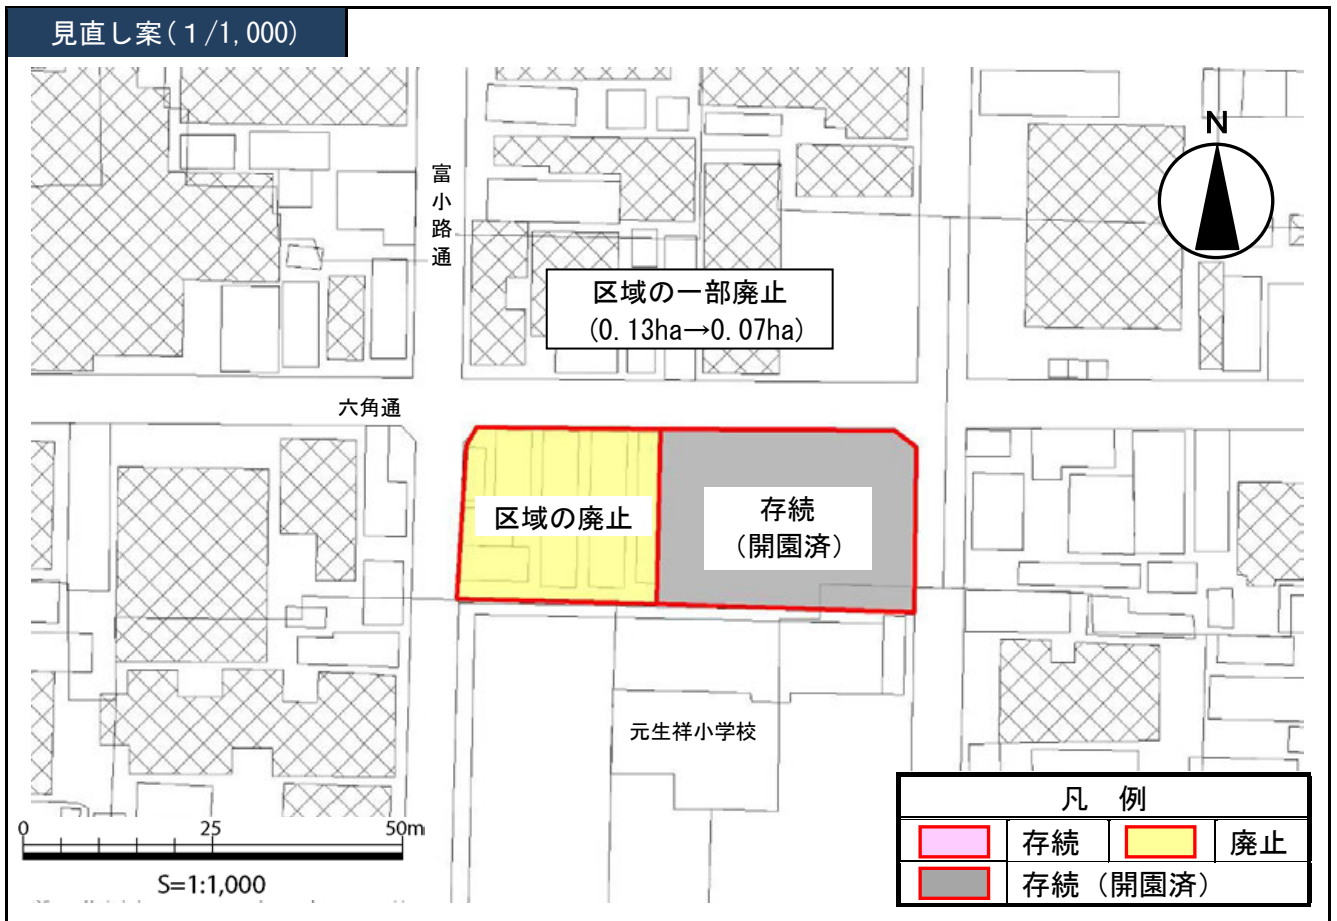 見直し案(1/1,000)
N
富小路通
区域の一部廃止
(0.13ha→0.07ha)
六角通
区域の廃止
存続
(開園済)
元生祥小学校
0 25 50m
S=1:1,000
凡 例
存続 廃止
存続(開園済)